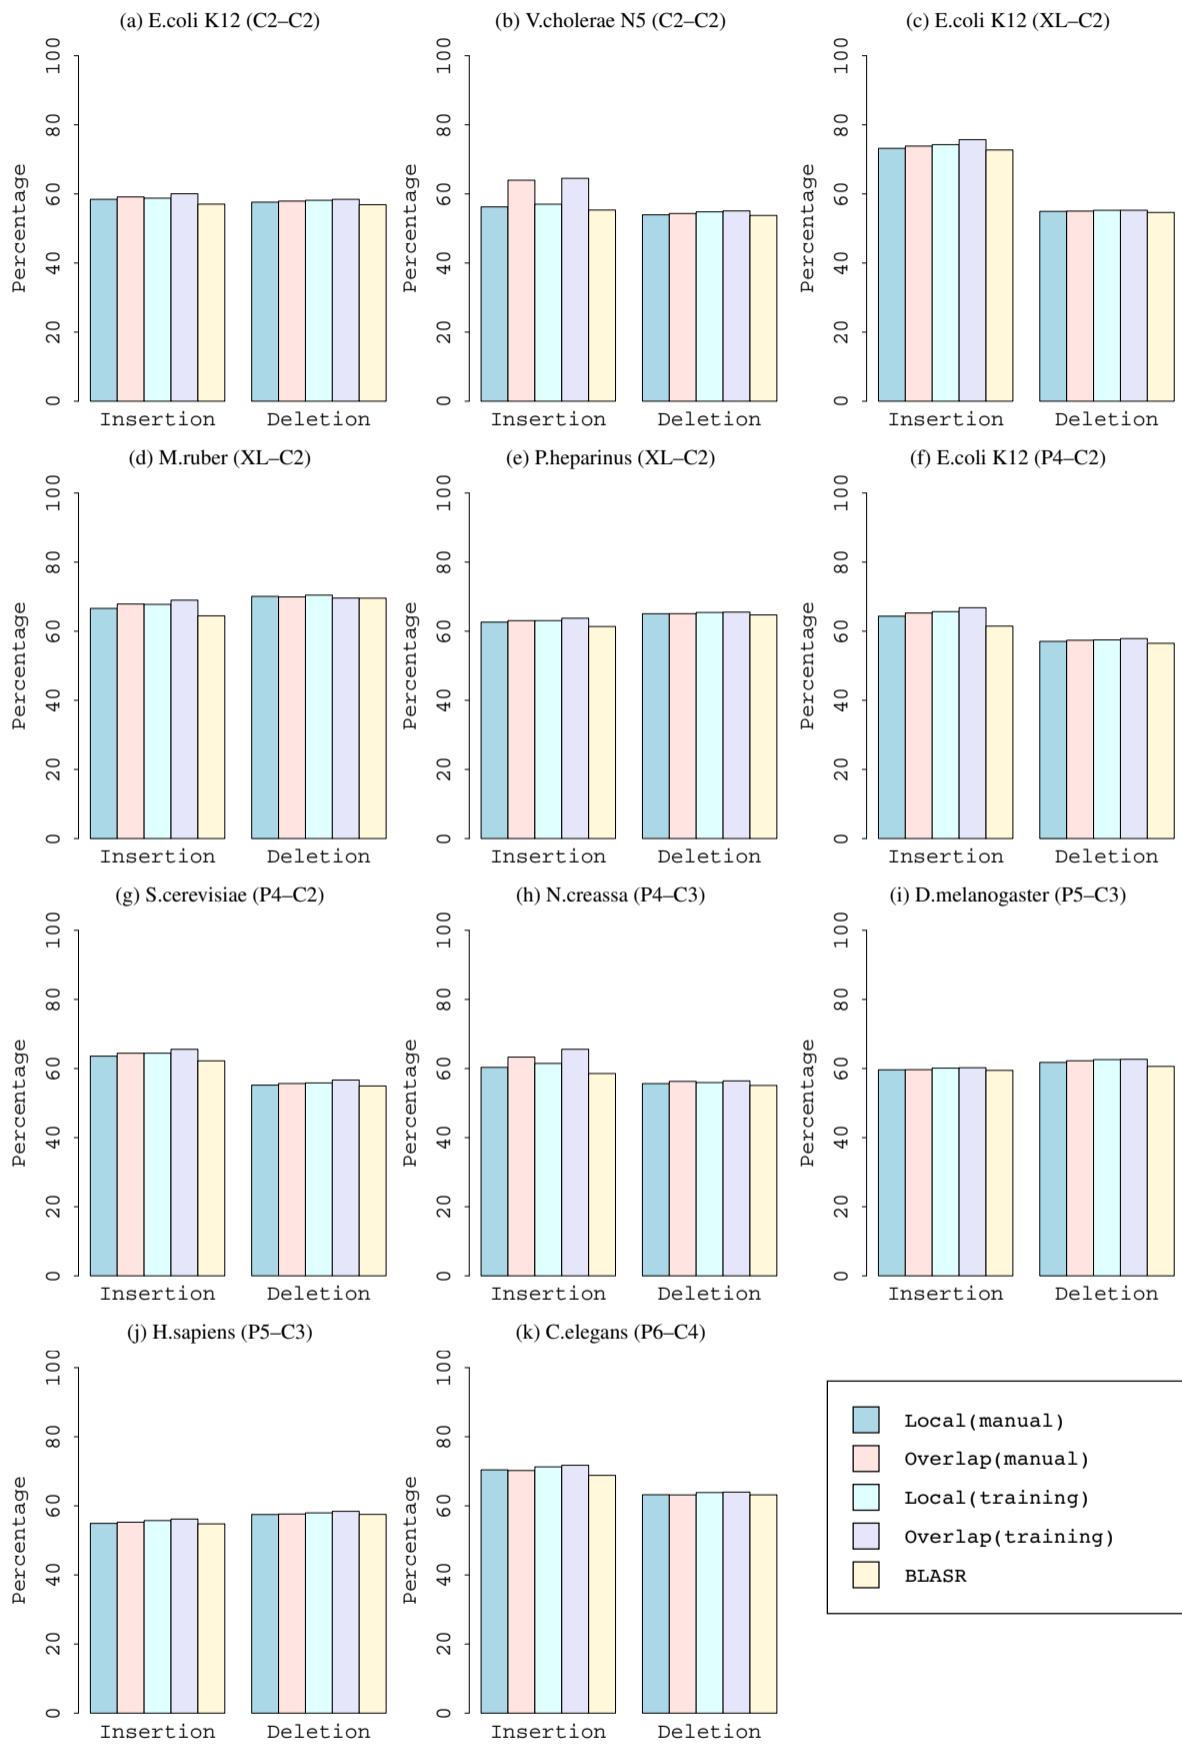 (a) E.coli K12 (C2–C2)
Percentage
0 20 40 60 80 100
Insertion Deletion
(b) V.cholerae N5 (C2–C2)
Percentage
0 20 40 60 80 100
Insertion Deletion
(c) E.coli K12 (XL–C2)
Percentage
0 20 40 60 80 100
Insertion Deletion
(d) M.ruber (XL–C2)
Percentage
0 20 40 60 80 100
Insertion Deletion
(e) P.heparinus (XL–C2)
Percentage
0 20 40 60 80 100
Insertion Deletion
(f) E.coli K12 (P4–C2)
Percentage
0 20 40 60 80 100
Insertion Deletion
(g) S.cerevisiae (P4–C2)
Percentage
0 20 40 60 80 100
Insertion Deletion
(h) N.creassa (P4–C3)
Percentage
0 20 40 60 80 100
Insertion Deletion
(i) D.melanogaster (P5–C3)
Percentage
0 20 40 60 80 100
Insertion Deletion
(j) H.sapiens (P5–C3)
Percentage
0 20 40 60 80 100
Insertion Deletion
(k) C.elegans (P6–C4)
Percentage
0 20 40 60 80 100
Insertion Deletion
Local(manual)
Overlap(manual)
Local(training)
Overlap(training)
BLASR